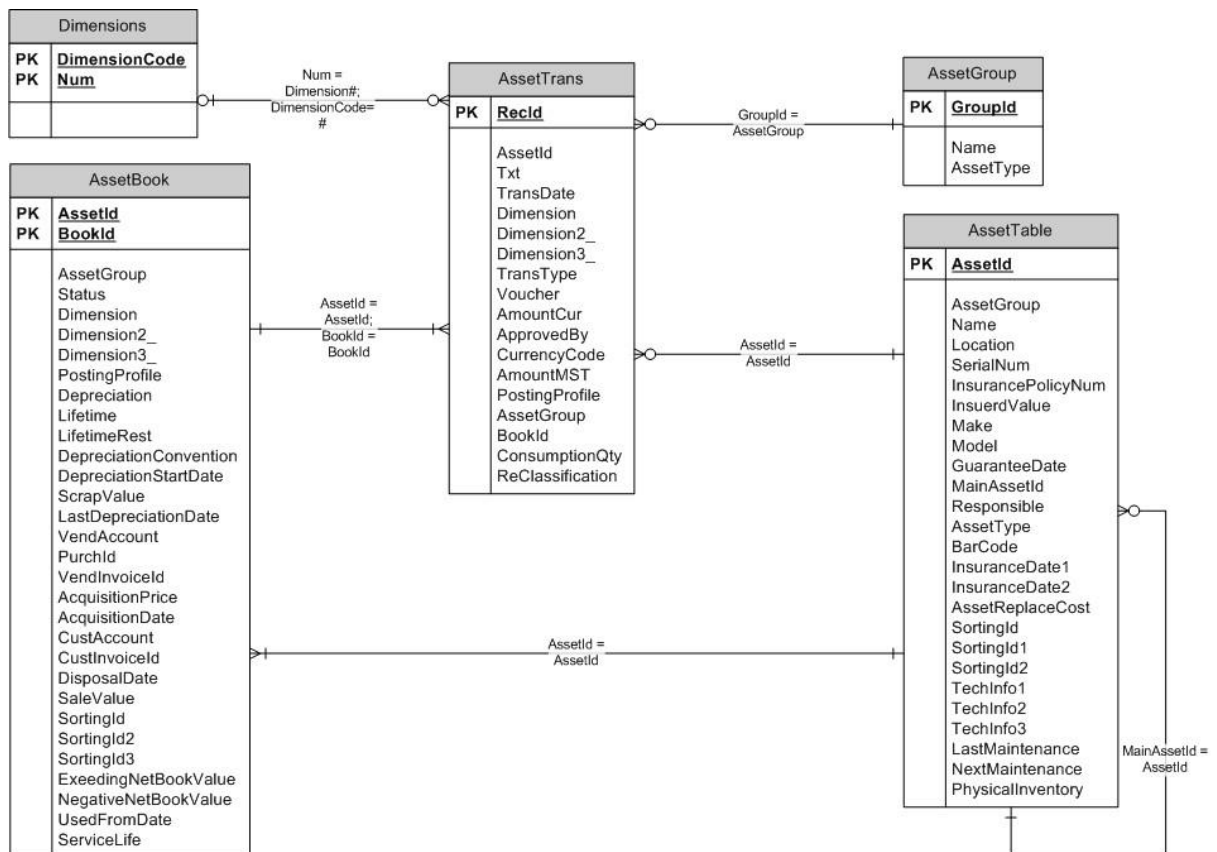 Dimensions
PK DimensionCode
PK Num
Num =
Dimension#;
DimensionCode=
#
AssetTrans
PK RecId
AssetId
Txt
TransDate
Dimension
Dimension2_
Dimension3_
TransType
Voucher
AmountCur
ApprovedBy
CurrencyCode
AmountMST
PostingProfile
AssetGroup
BookId
ConsumptionQty
ReClassification
GroupId =
AssetGroup
AssetGroup
PK GroupId
Name
AssetType
AssetBook
PK AssetId
PK BookId
AssetGroup
Status
Dimension
Dimension2_
Dimension3_
PostingProfile
Depreciation
Lifetime
LifetimeRest
DepreciationConvention
DepreciationStartDate
ScrapValue
LastDepreciationDate
VendAccount
PurchId
VendInvoiceId
AcquisitionPrice
AcquisitionDate
CustAccount
CustInvoiceId
DisposalDate
SaleValue
SortingId
SortingId2
SortingId3
ExeedingNetBookValue
NegativeNetBookValue
UsedFromDate
ServiceLife
AssetId =
AssetId;
BookId =
BookId
AssetId =
AssetId
AssetId =
AssetId
AssetTable
PK AssetId
AssetGroup
Name
Location
SerialNum
InsurancePolicyNum
InsuerdValue
Make
Model
GuaranteeDate
MainAssetId
Responsible
AssetType
BarCode
InsuranceDate1
InsuranceDate2
AssetReplaceCost
SortingId
SortingId1
SortingId2
TechInfo1
TechInfo2
TechInfo3
LastMaintenance
NextMaintenance
PhysicalInventory
MainAssetId =
AssetId